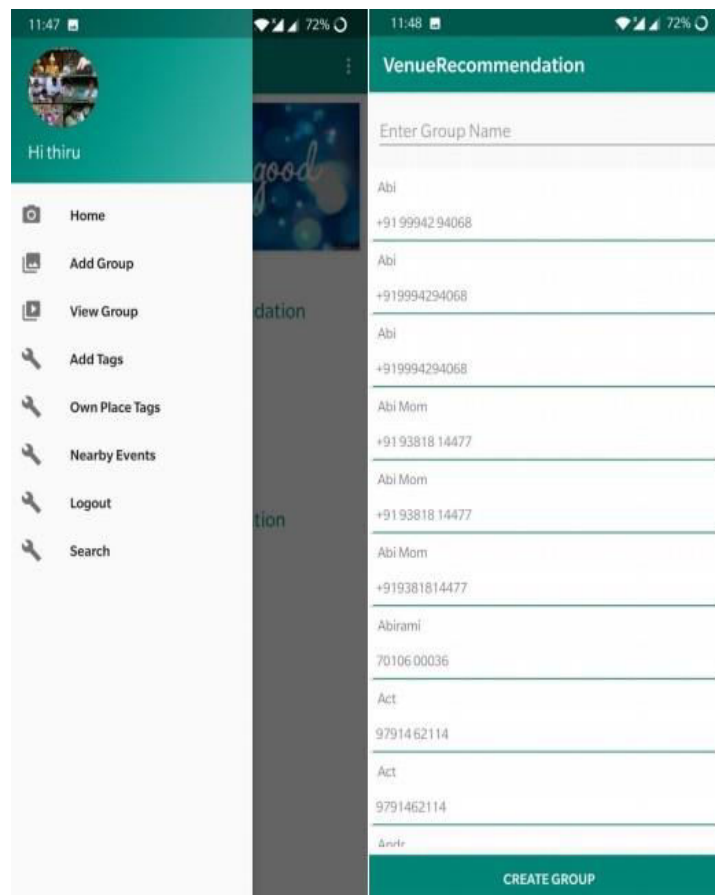 11:47
72%
Hi thiru
good
Home
Add Group
View Group
dation
Add Tags
Own Place Tags
Nearby Events
Logout
tion
Search
11:48
72%
VenueRecommendation
Enter Group Name
Abi
+91 99942 94068
Abi
+919994294068
Abi
+919994294068
Abi Mom
+91 93818 14477
Abi Mom
+91 93818 14477
Abi Mom
+919381814477
Abirami
70106 00036
Act
97914 62114
Act
9791462114
Andr
CREATE GROUP